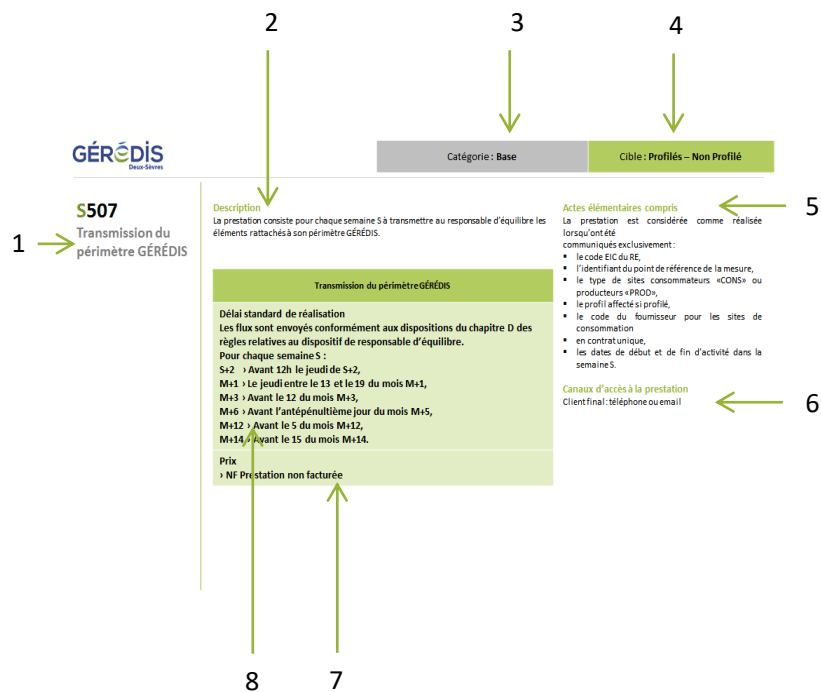 2
3
4
GÉRÉDIS
Deux-Sèvres
Catégorie : Base
Cible : Profilés – Non Profilé
S507
Transmission du
périmètre GÉRÉDIS
1
Description
La prestation consiste pour chaque semaine S à transmettre au responsable d'équilibre les
éléments rattachés à son périmètre GÉRÉDIS.
Transmission du périmètre GÉRÉDIS
Délai standard de réalisation
Les flux sont envoyés conformément aux dispositions du chapitre D des
règles relatives au dispositif de responsable d'équilibre.
Pour chaque semaine S :
S+2 › Avant 12h le jeudi de S+2,
M+1 › Le jeudi entre le 13 et le 19 du mois M+1,
M+3 › Avant le 12 du mois M+3,
M+6 › Avant l'antépénultième jour du mois M+5,
M+12 › Avant le 5 du mois M+12,
M+14 › Avant le 15 du mois M+14.
Prix
› NF Prestation non facturée
Actes élémentaires compris
La prestation est considérée comme réalisée
lorsqu'ont été
communiqués exclusivement :
▪ le code EIC du RE,
▪ l'identifiant du point de référence de la mesure,
▪ le type de sites consommateurs «CONS» ou
producteurs «PROD»,
▪ le profil affecté si profilé,
▪ le code du fournisseur pour les sites de
consommation
▪ en contrat unique,
▪ les dates de début et de fin d'activité dans la
semaine S.
5
Canaux d'accès à la prestation
Client final : téléphone ou email
6
8
7